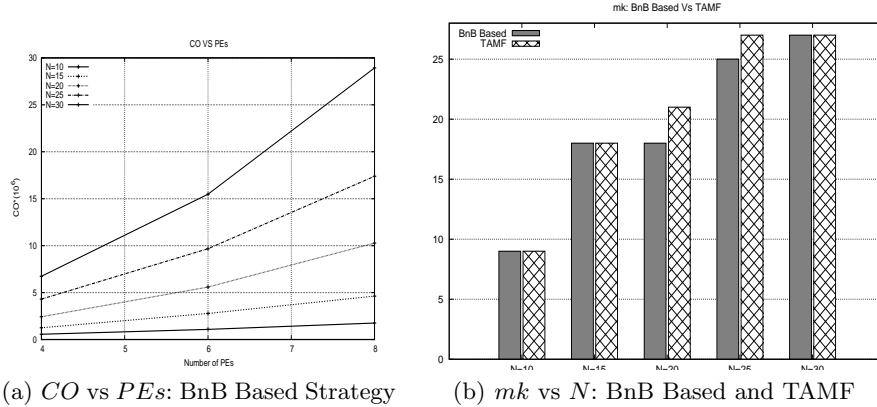 CO VS PEs
CO*(10^6)
30
25
20
15
10
5
0
N=10
N=15
N=20
N=25
N=30
4 5 6 7 8
Number of PEs
(a) CO vs PEs: BnB Based Strategy
mk: BnB Based Vs TAMF
BnB Based
TAMF
25
20
15
10
5
0
N=10 N=15 N=20 N=25 N=30
(b) mk vs N: BnB Based and TAMF